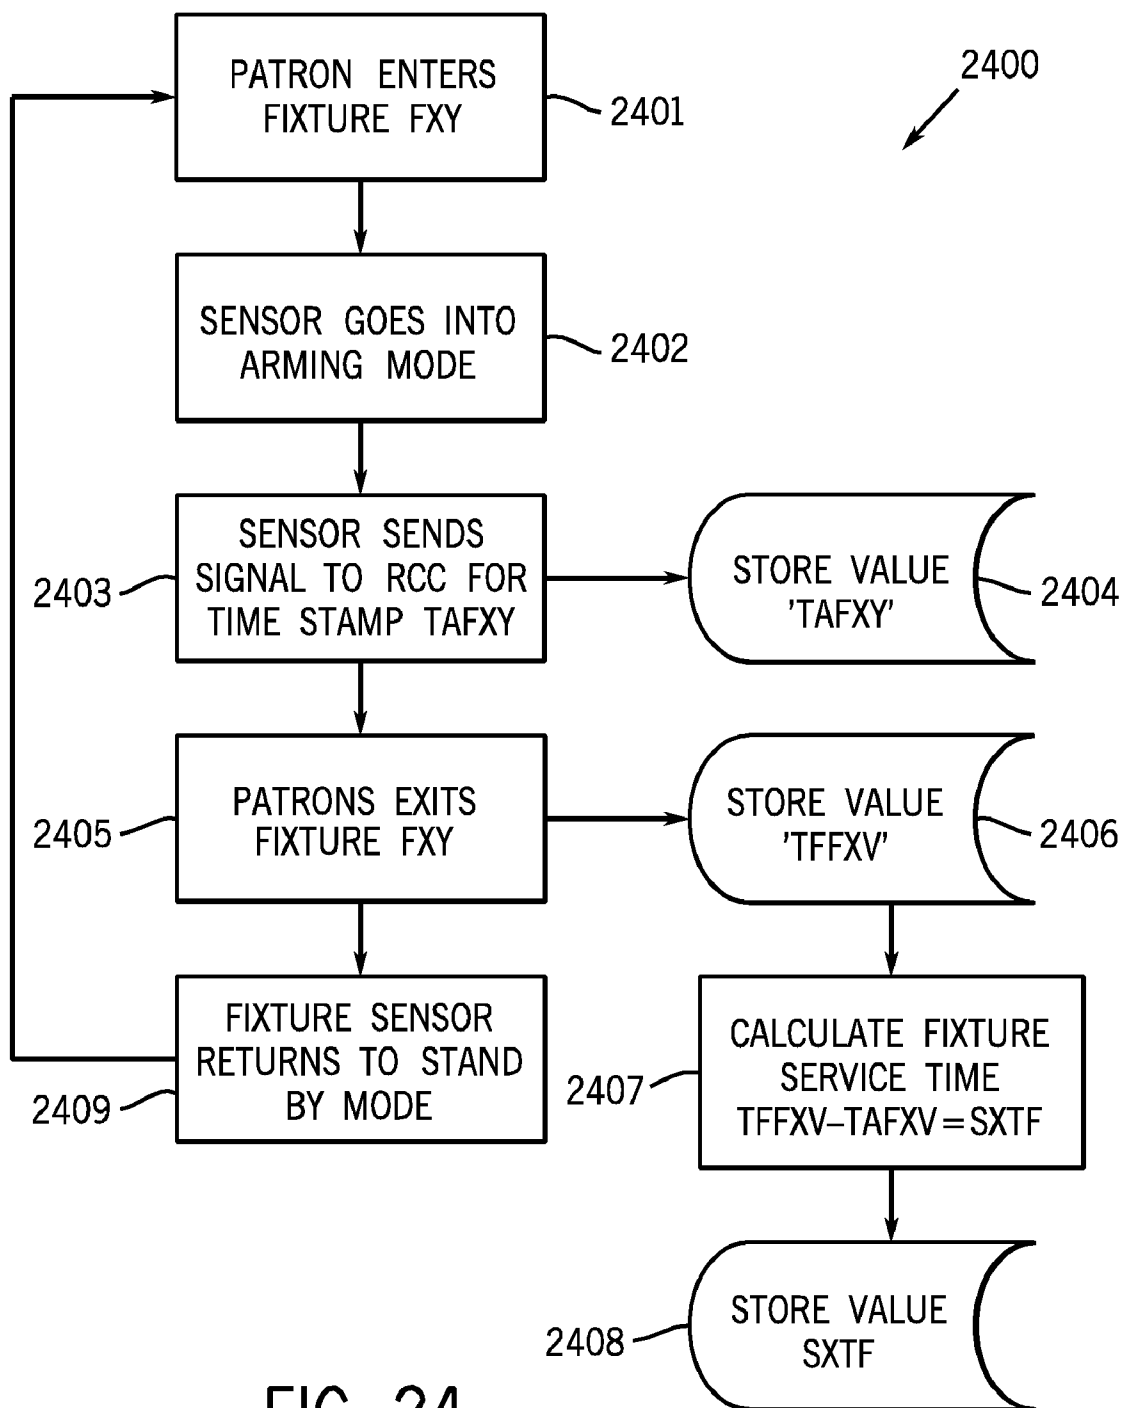 PATRON ENTERS
FIXTURE FXY
2401
2400
SENSOR GOES INTO
ARMING MODE
2402
SENSOR SENDS
SIGNAL TO RCC FOR
TIME STAMP TAFXY
2403
STORE VALUE
'TAFXY'
2404
PATRONS EXITS
FIXTURE FXY
2405
STORE VALUE
'TFFXV'
2406
FIXTURE SENSOR
RETURNS TO STAND
BY MODE
2409
CALCULATE FIXTURE
SERVICE TIME
TFFXV–TAFXV=SXTF
2407
STORE VALUE
SXTF
2408
FIG. 24